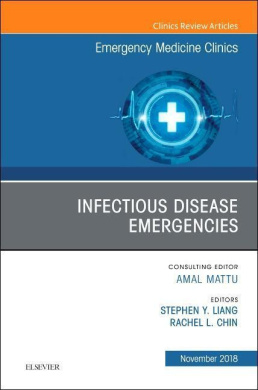 Clinics Review Articles
Emergency Medicine Clinics
INFECTIOUS DISEASE
EMERGENCIES
CONSULTING EDITOR
AMAL MATTU
EDITORS
STEPHEN Y. LIANG
RACHEL L. CHIN
ELSEVIER
November 2018